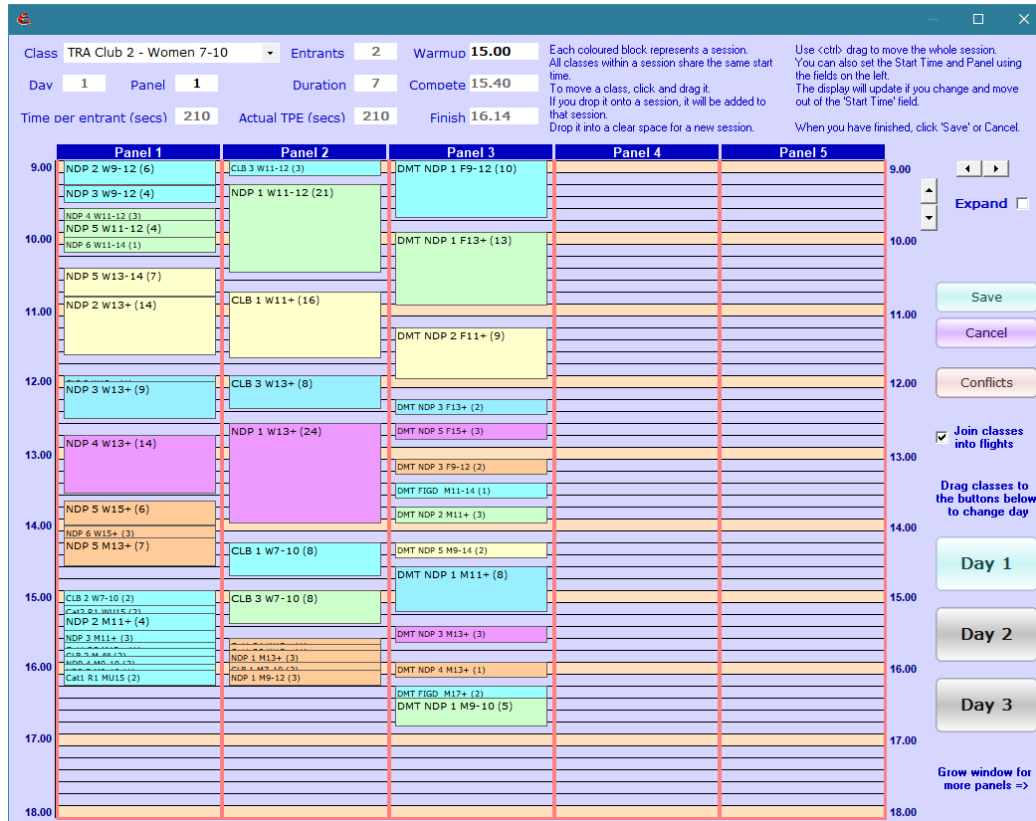 Class TRA Club 2 - Women 7-10 Entrants 2 Warmup 15.00
Day 1 Panel 1 Duration 7 Compete 15.40
Time per entrant (secs) 210 Actual TPE (secs) 210 Finish 16.14
Each coloured block represents a session.
All classes within a session share the same start
time.
To move a class, click and drag it.
If you drop it onto a session, it will be added to
that session.
Drop it into a clear space for a new session.
Use <ctrl> drag to move the whole session.
You can also set the Start Time and Panel using
the fields on the left.
The display will update if you change and move
out of the 'Start Time' field.
When you have finished, click 'Save' or Cancel.
Panel 1 Panel 2 Panel 3 Panel 4 Panel 5
9.00
10.00
11.00
12.00
13.00
14.00
15.00
16.00
17.00
18.00
NDP 2 W9-12 (6)
NDP 3 W9-12 (4)
NDP 4 W11-12 (3)
NDP 5 W11-12 (4)
NDP 6 W11-14 (1)
NDP 5 W13-14 (7)
NDP 2 W13+ (14)
NDP 3 W13+ (9)
NDP 4 W13+ (14)
NDP 5 W15+ (6)
NDP 6 W15+ (3)
NDP 5 M13+ (7)
CLB 2 W7-10 (2)
Cat2 R1 WU15 (2)
NDP 2 M11+ (4)
NDP 3 M11+ (3)
NDP 4 M9-10 (2)
Cat1 R1 MU15 (2)
CLB 3 W11-12 (3)
NDP 1 W11-12 (21)
CLB 1 W11+ (16)
CLB 3 W13+ (8)
NDP 1 W13+ (24)
CLB 1 W7-10 (8)
CLB 3 W7-10 (8)
NDP 1 M13+ (3)
CLB 1 M7-10 (2)
NDP 1 M9-12 (3)
DMT NDP 1 F9-12 (10)
DMT NDP 1 F13+ (13)
DMT NDP 2 F11+ (9)
DMT NDP 3 F13+ (2)
DMT NDP 5 F15+ (3)
DMT NDP 3 F9-12 (2)
DMT FIGD M11-14 (1)
DMT NDP 2 M11+ (3)
DMT NDP 5 M9-14 (2)
DMT NDP 1 M11+ (8)
DMT NDP 3 M13+ (3)
DMT NDP 4 M13+ (1)
DMT FIGD M17+ (2)
DMT NDP 1 M9-10 (5)
9.00
10.00
11.00
12.00
13.00
14.00
15.00
16.00
17.00
18.00
Expand
Save
Cancel
Conflicts
Join classes
into flights
Drag classes to
the buttons below
to change day
Day 1
Day 2
Day 3
Grow window for
more panels =>